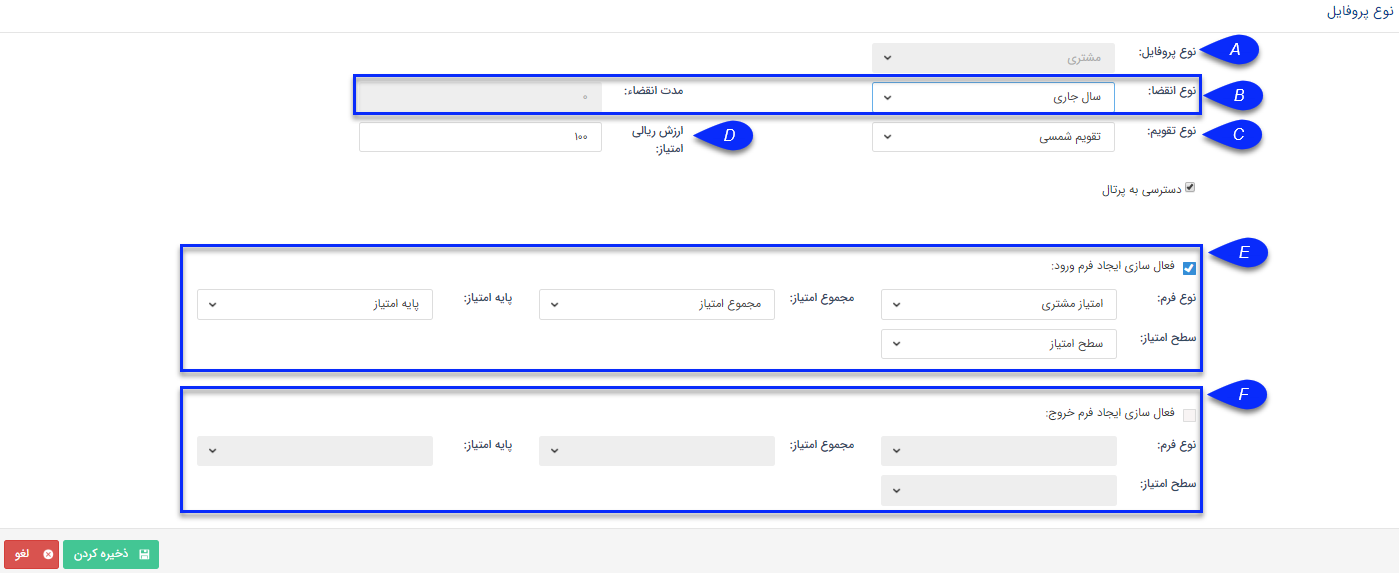 نوع پروفایل
نوع پروفایل: مشتری A
نوع انقضا: سال جاری مدت انقضاء: ۰ B
نوع تقویم: تقویم شمسی C
ارزش ریالی امتیاز: ۱۰۰ D
دسترسی به پرتال
E
فعال سازی ایجاد فرم ورود:
نوع فرم: امتیاز مشتری مجموع امتیاز: مجموع امتیاز پایه امتیاز: پایه امتیاز
سطح امتیاز: سطح امتیاز
F
فعال سازی ایجاد فرم خروج:
نوع فرم: مجموع امتیاز: پایه امتیاز:
سطح امتیاز:
ذخیره کردن لغو